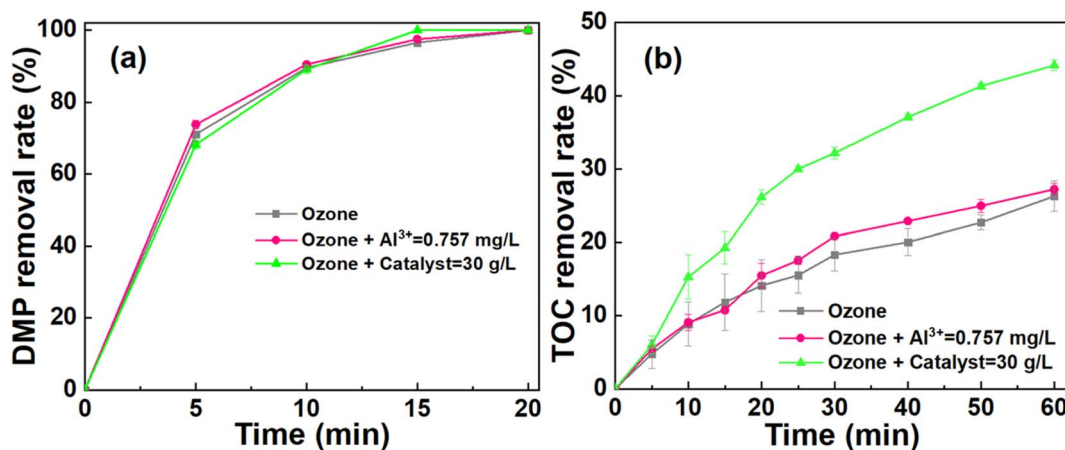 (a)
DMP removal rate (%)
100
80
60
40
20
0
0 5 10 15 20
Time (min)
Ozone
Ozone + Al³⁺=0.757 mg/L
Ozone + Catalyst=30 g/L
(b)
TOC removal rate (%)
50
40
30
20
10
0
0 10 20 30 40 50 60
Time (min)
Ozone
Ozone + Al³⁺=0.757 mg/L
Ozone + Catalyst=30 g/L